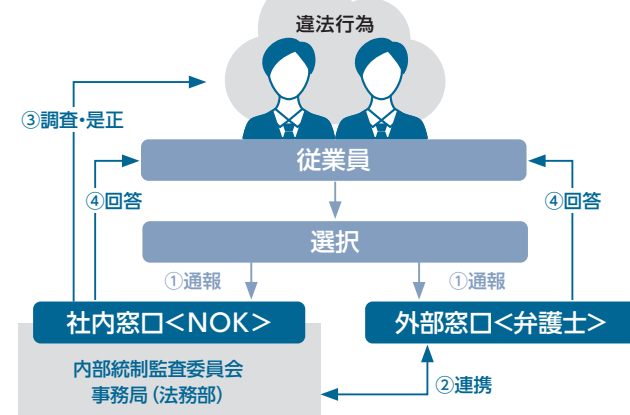 違法行為
③調査・是正
従業員
④回答
④回答
選択
①通報
①通報
社内窓口<NOK>
外部窓口<弁護士>
内部統制監査委員会
事務局(法務部)
②連携